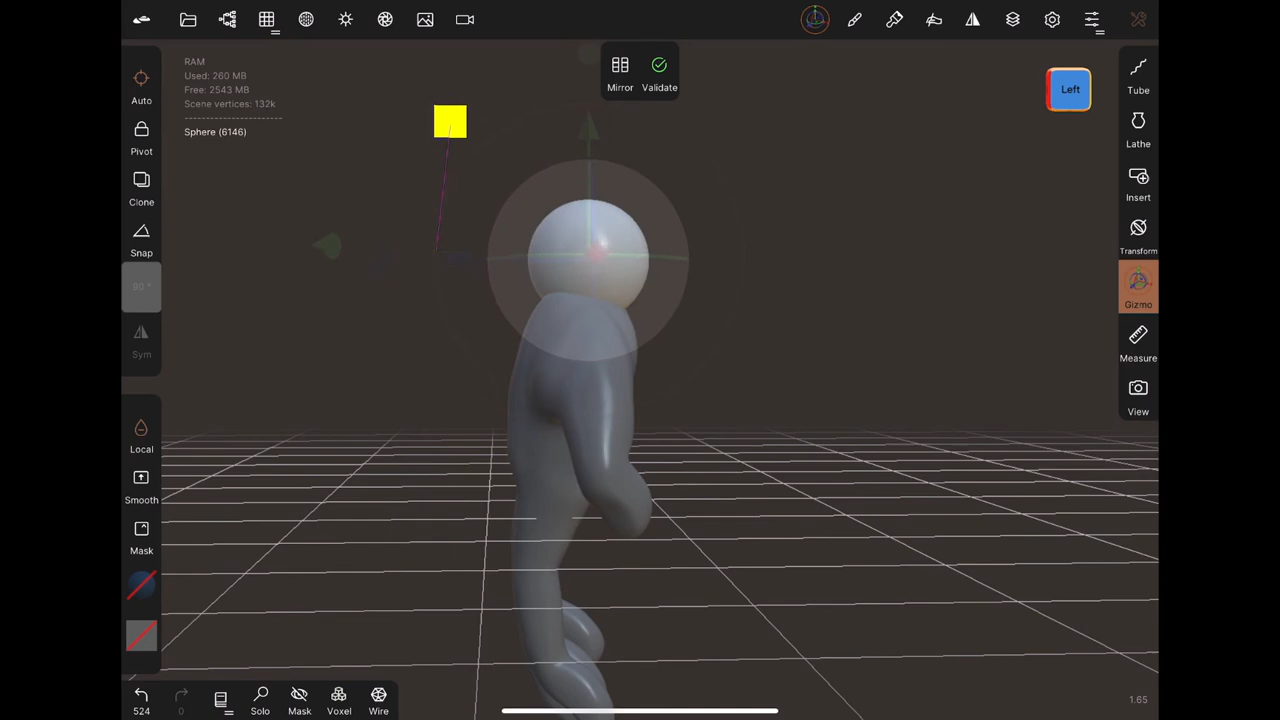 Mirror
Validate
RAM
Used: 260 MB
Free: 2543 MB
Scene vertices: 132k
-----------------------
Sphere (6146)
Left
Auto
Pivot
Clone
Snap
90 °
Sym
Local
Smooth
Mask
Tube
Lathe
Insert
Transform
Gizmo
Measure
View
524
0
Solo
Mask
Voxel
Wire
1.65